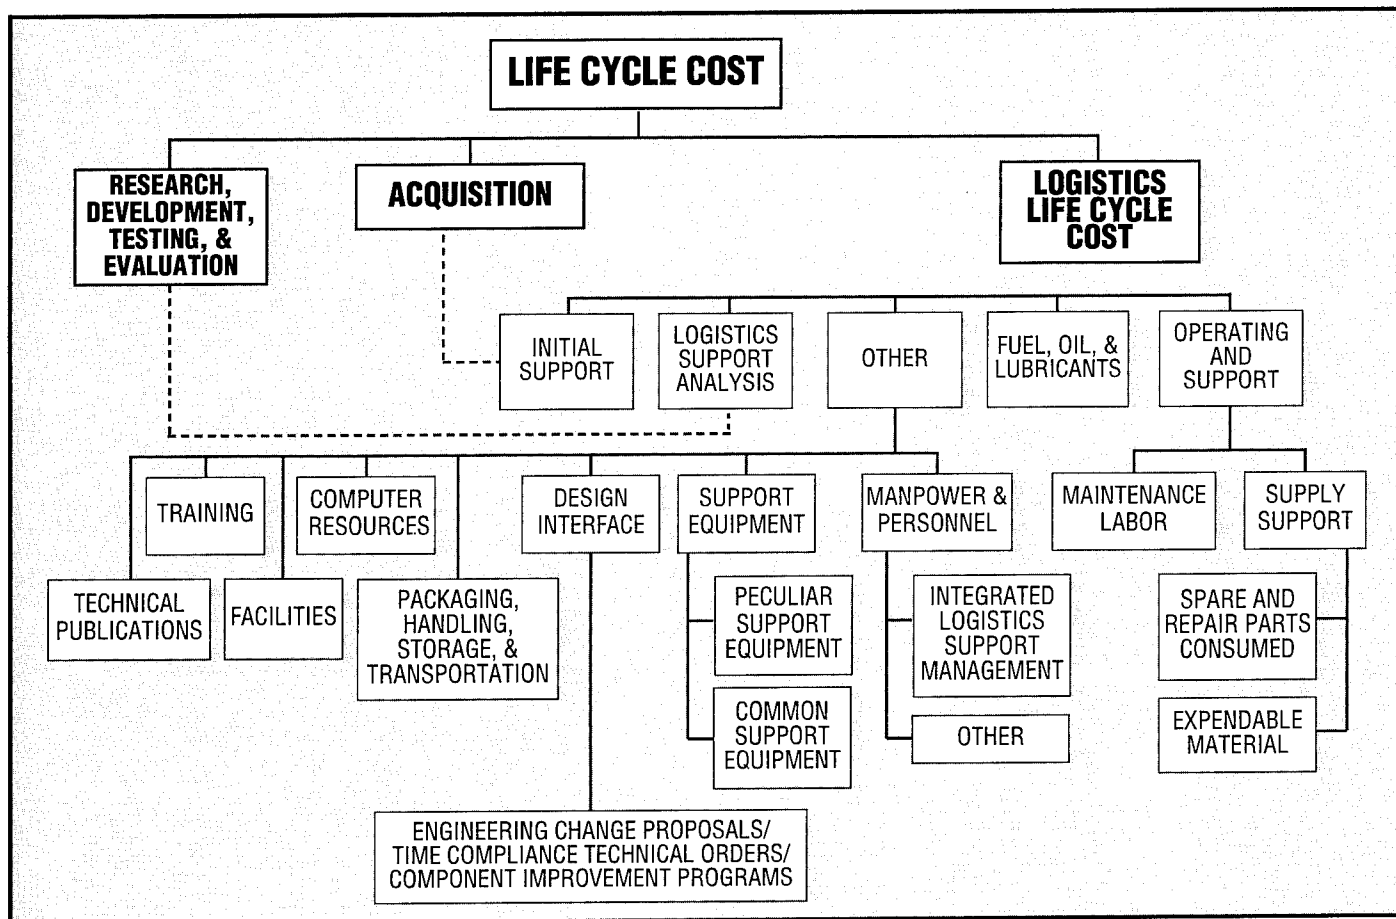 LIFE CYCLE COST
RESEARCH,
DEVELOPMENT,
TESTING, &
EVALUATION
ACQUISITION
LOGISTICS
LIFE CYCLE
COST
INITIAL
SUPPORT
LOGISTICS
SUPPORT
ANALYSIS
OTHER
FUEL, OIL, &
LUBRICANTS
OPERATING
AND
SUPPORT
TRAINING
COMPUTER
RESOURCES
DESIGN
INTERFACE
SUPPORT
EQUIPMENT
MANPOWER &
PERSONNEL
MAINTENANCE
LABOR
SUPPLY
SUPPORT
TECHNICAL
PUBLICATIONS
FACILITIES
PACKAGING,
HANDLING,
STORAGE, &
TRANSPORTATION
PECULIAR
SUPPORT
EQUIPMENT
INTEGRATED
LOGISTICS
SUPPORT
MANAGEMENT
SPARE AND
REPAIR PARTS
CONSUMED
COMMON
SUPPORT
EQUIPMENT
OTHER
EXPENDABLE
MATERIAL
ENGINEERING CHANGE PROPOSALS/
TIME COMPLIANCE TECHNICAL ORDERS/
COMPONENT IMPROVEMENT PROGRAMS